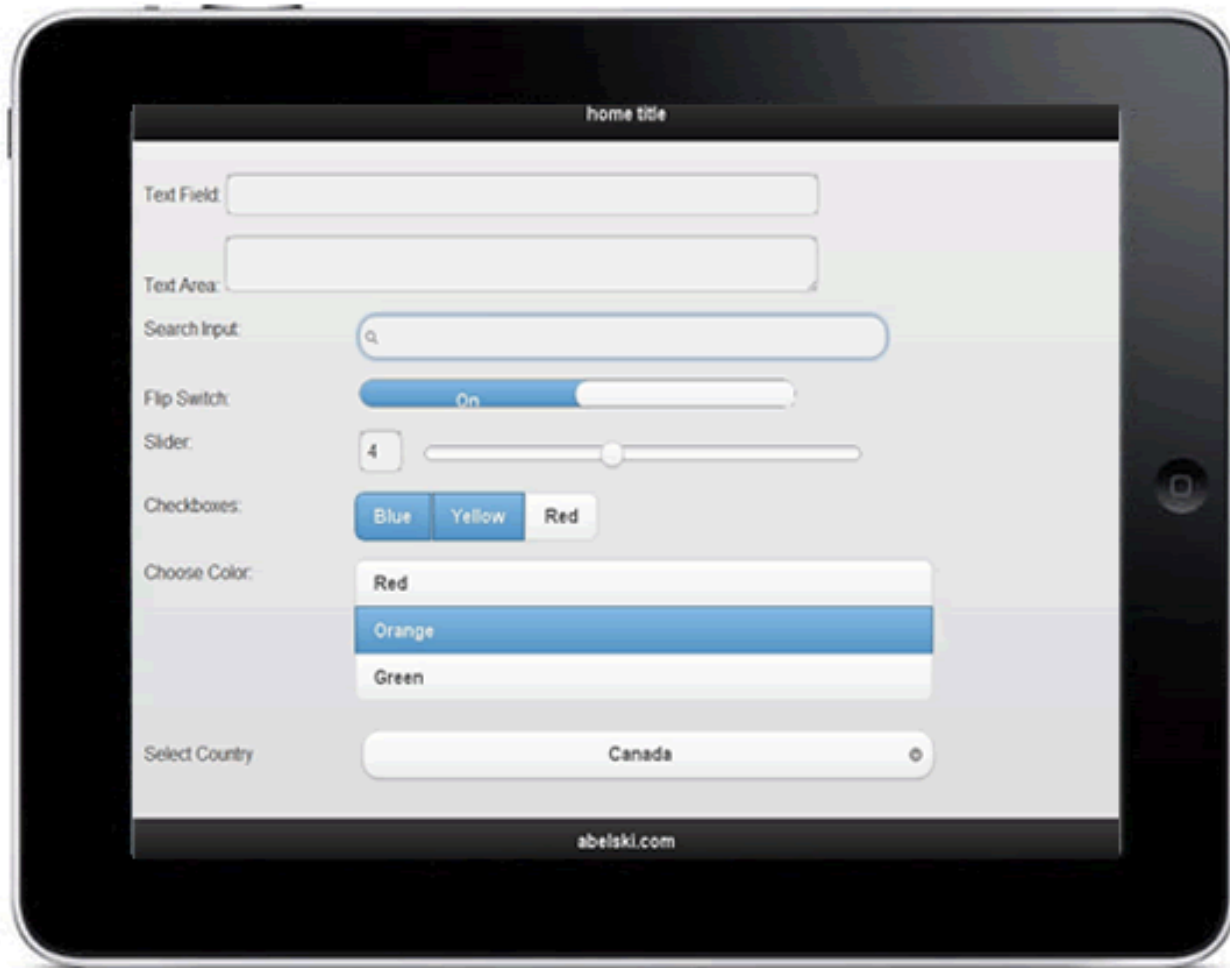 home title
Text Field:
Text Area:
Search Input:
Flip Switch: On
Slider: 4
Checkboxes: Blue Yellow Red
Choose Color: Red
Orange
Green
Select Country Canada
abelski.com